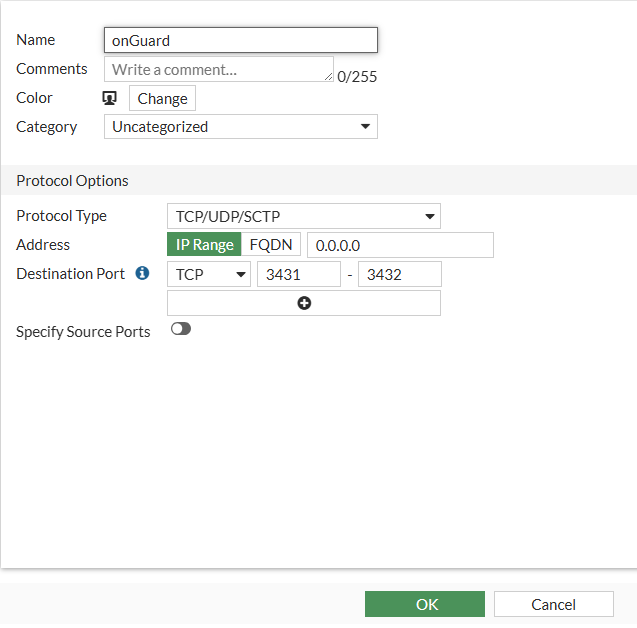 Name onGuard
Comments Write a comment... 0/255
Color Change
Category Uncategorized
Protocol Options
Protocol Type TCP/UDP/SCTP
Address IP Range FQDN 0.0.0.0
Destination Port TCP 3431 - 3432
Specify Source Ports
OK Cancel